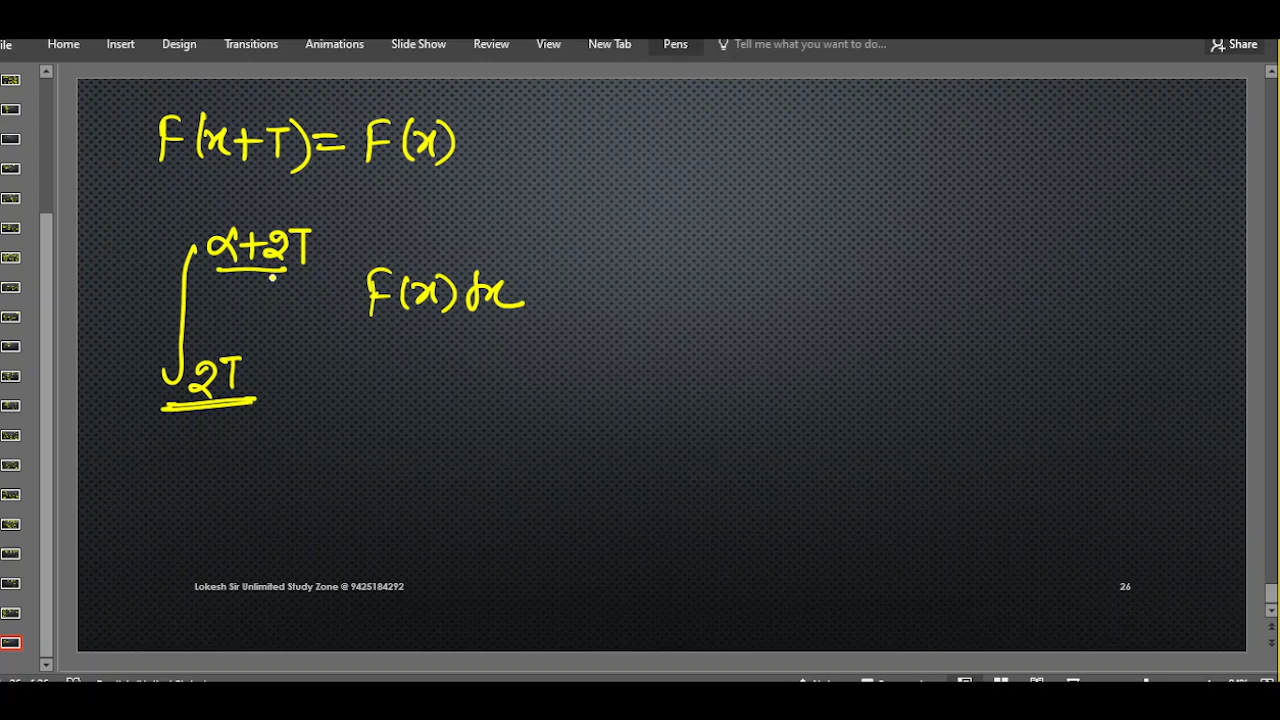 ile Home Insert Design Transitions Animations Slide Show Review View New Tab Pens Tell me what you want to do... Share
F(x+T)= F(x)
α+2T
∫ F(x)dx
2T
Lokesh Sir Unlimited Study Zone @ 9425184292 26